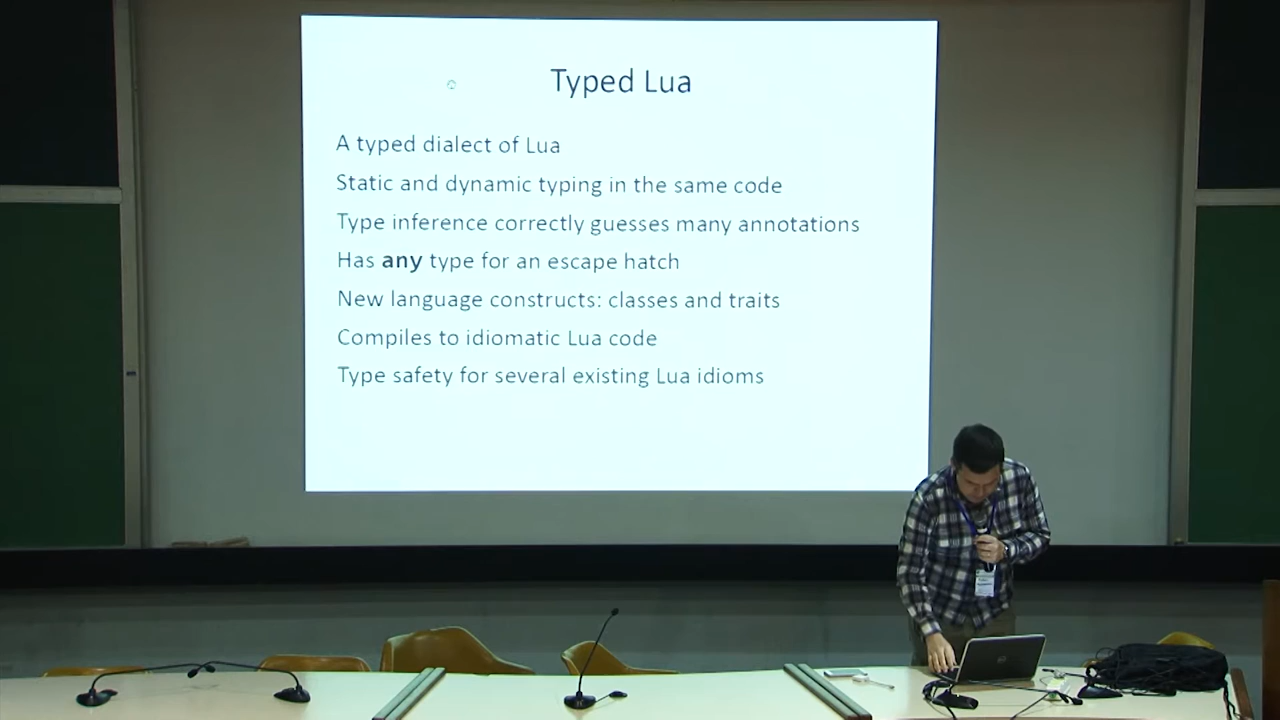 Typed Lua
A typed dialect of Lua
Static and dynamic typing in the same code
Type inference correctly guesses many annotations
Has any type for an escape hatch
New language constructs: classes and traits
Compiles to idiomatic Lua code
Type safety for several existing Lua idioms